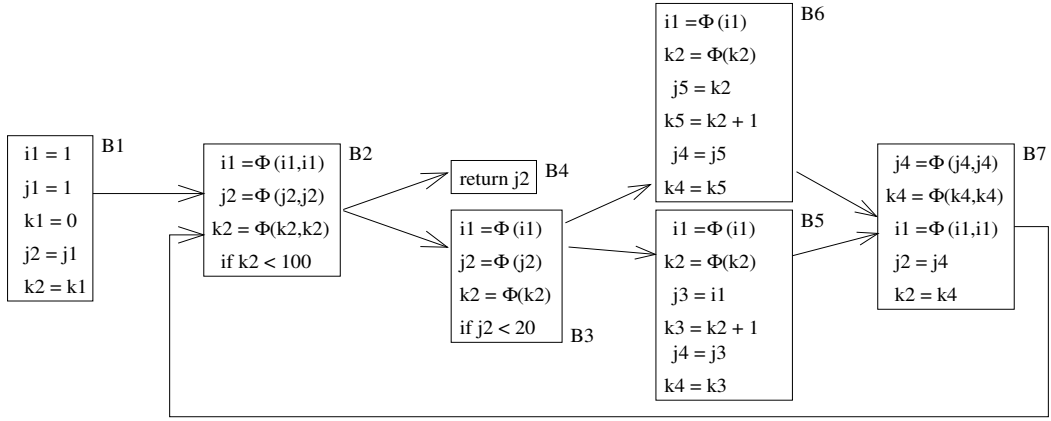 B1
i1 = 1
j1 = 1
k1 = 0
j2 = j1
k2 = k1
B2
i1 =Φ (i1,i1)
j2 =Φ (j2,j2)
k2 = Φ(k2,k2)
if k2 < 100
B4
return j2
i1 =Φ (i1)
j2 =Φ (j2)
k2 = Φ(k2)
if j2 < 20
B3
B6
i1 =Φ (i1)
k2 = Φ(k2)
j5 = k2
k5 = k2 + 1
j4 = j5
k4 = k5
B5
i1 =Φ (i1)
k2 = Φ(k2)
j3 = i1
k3 = k2 + 1
j4 = j3
k4 = k3
B7
j4 =Φ (j4,j4)
k4 =Φ (k4,k4)
i1 =Φ (i1,i1)
j2 = j4
k2 = k4